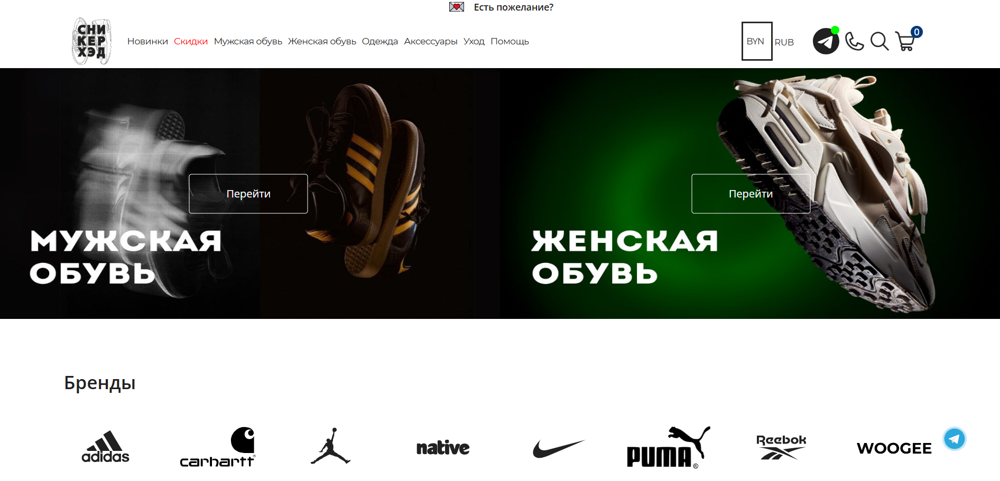 Есть пожелание?
СНИ
КЕР
ХЭД
Новинки Скидки Мужская обувь Женская обувь Одежда Аксессуары Уход Помощь
BYN RUB
0
Перейти
МУЖСКАЯ
ОБУВЬ
Перейти
ЖЕНСКАЯ
ОБУВЬ
Бренды
adidas
carhartt®
native
PUMA®
Reebok
WOOGEE